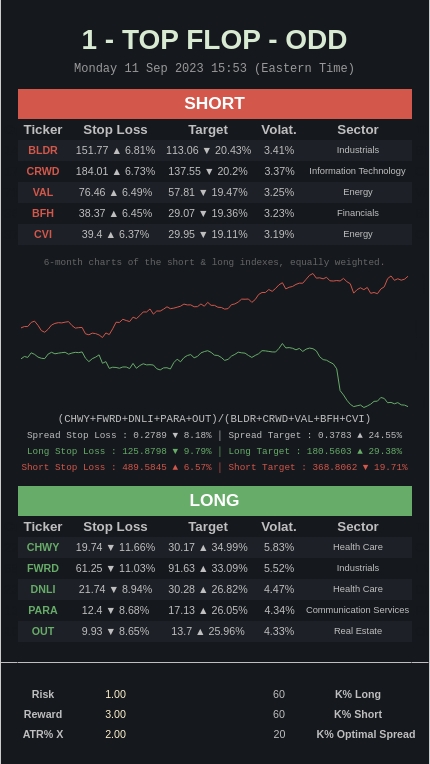 1 - TOP FLOP - ODD
Monday 11 Sep 2023 15:53 (Eastern Time)
SHORT
Ticker Stop Loss Target Volat. Sector
BLDR 151.77 ▲ 6.81% 113.06 ▼ 20.43% 3.41% Industrials
CRWD 184.01 ▲ 6.73% 137.55 ▼ 20.2% 3.37% Information Technology
VAL 76.46 ▲ 6.49% 57.81 ▼ 19.47% 3.25% Energy
BFH 38.37 ▲ 6.45% 29.07 ▼ 19.36% 3.23% Financials
CVI 39.4 ▲ 6.37% 29.95 ▼ 19.11% 3.19% Energy
6-month charts of the short & long indexes, equally weighted.
(CHWY+FWRD+DNLI+PARA+OUT)/(BLDR+CRWD+VAL+BFH+CVI)
Spread Stop Loss : 0.2789 ▼ 8.18% | Spread Target : 0.3783 ▲ 24.55%
Long Stop Loss : 125.8798 ▼ 9.79% | Long Target : 180.5603 ▲ 29.38%
Short Stop Loss : 489.5845 ▲ 6.57% | Short Target : 368.8062 ▼ 19.71%
LONG
Ticker Stop Loss Target Volat. Sector
CHWY 19.74 ▼ 11.66% 30.17 ▲ 34.99% 5.83% Health Care
FWRD 61.25 ▼ 11.03% 91.63 ▲ 33.09% 5.52% Industrials
DNLI 21.74 ▼ 8.94% 30.28 ▲ 26.82% 4.47% Health Care
PARA 12.4 ▼ 8.68% 17.13 ▲ 26.05% 4.34% Communication Services
OUT 9.93 ▼ 8.65% 13.7 ▲ 25.96% 4.33% Real Estate
Risk 1.00 60 K% Long
Reward 3.00 60 K% Short
ATR% X 2.00 20 K% Optimal Spread